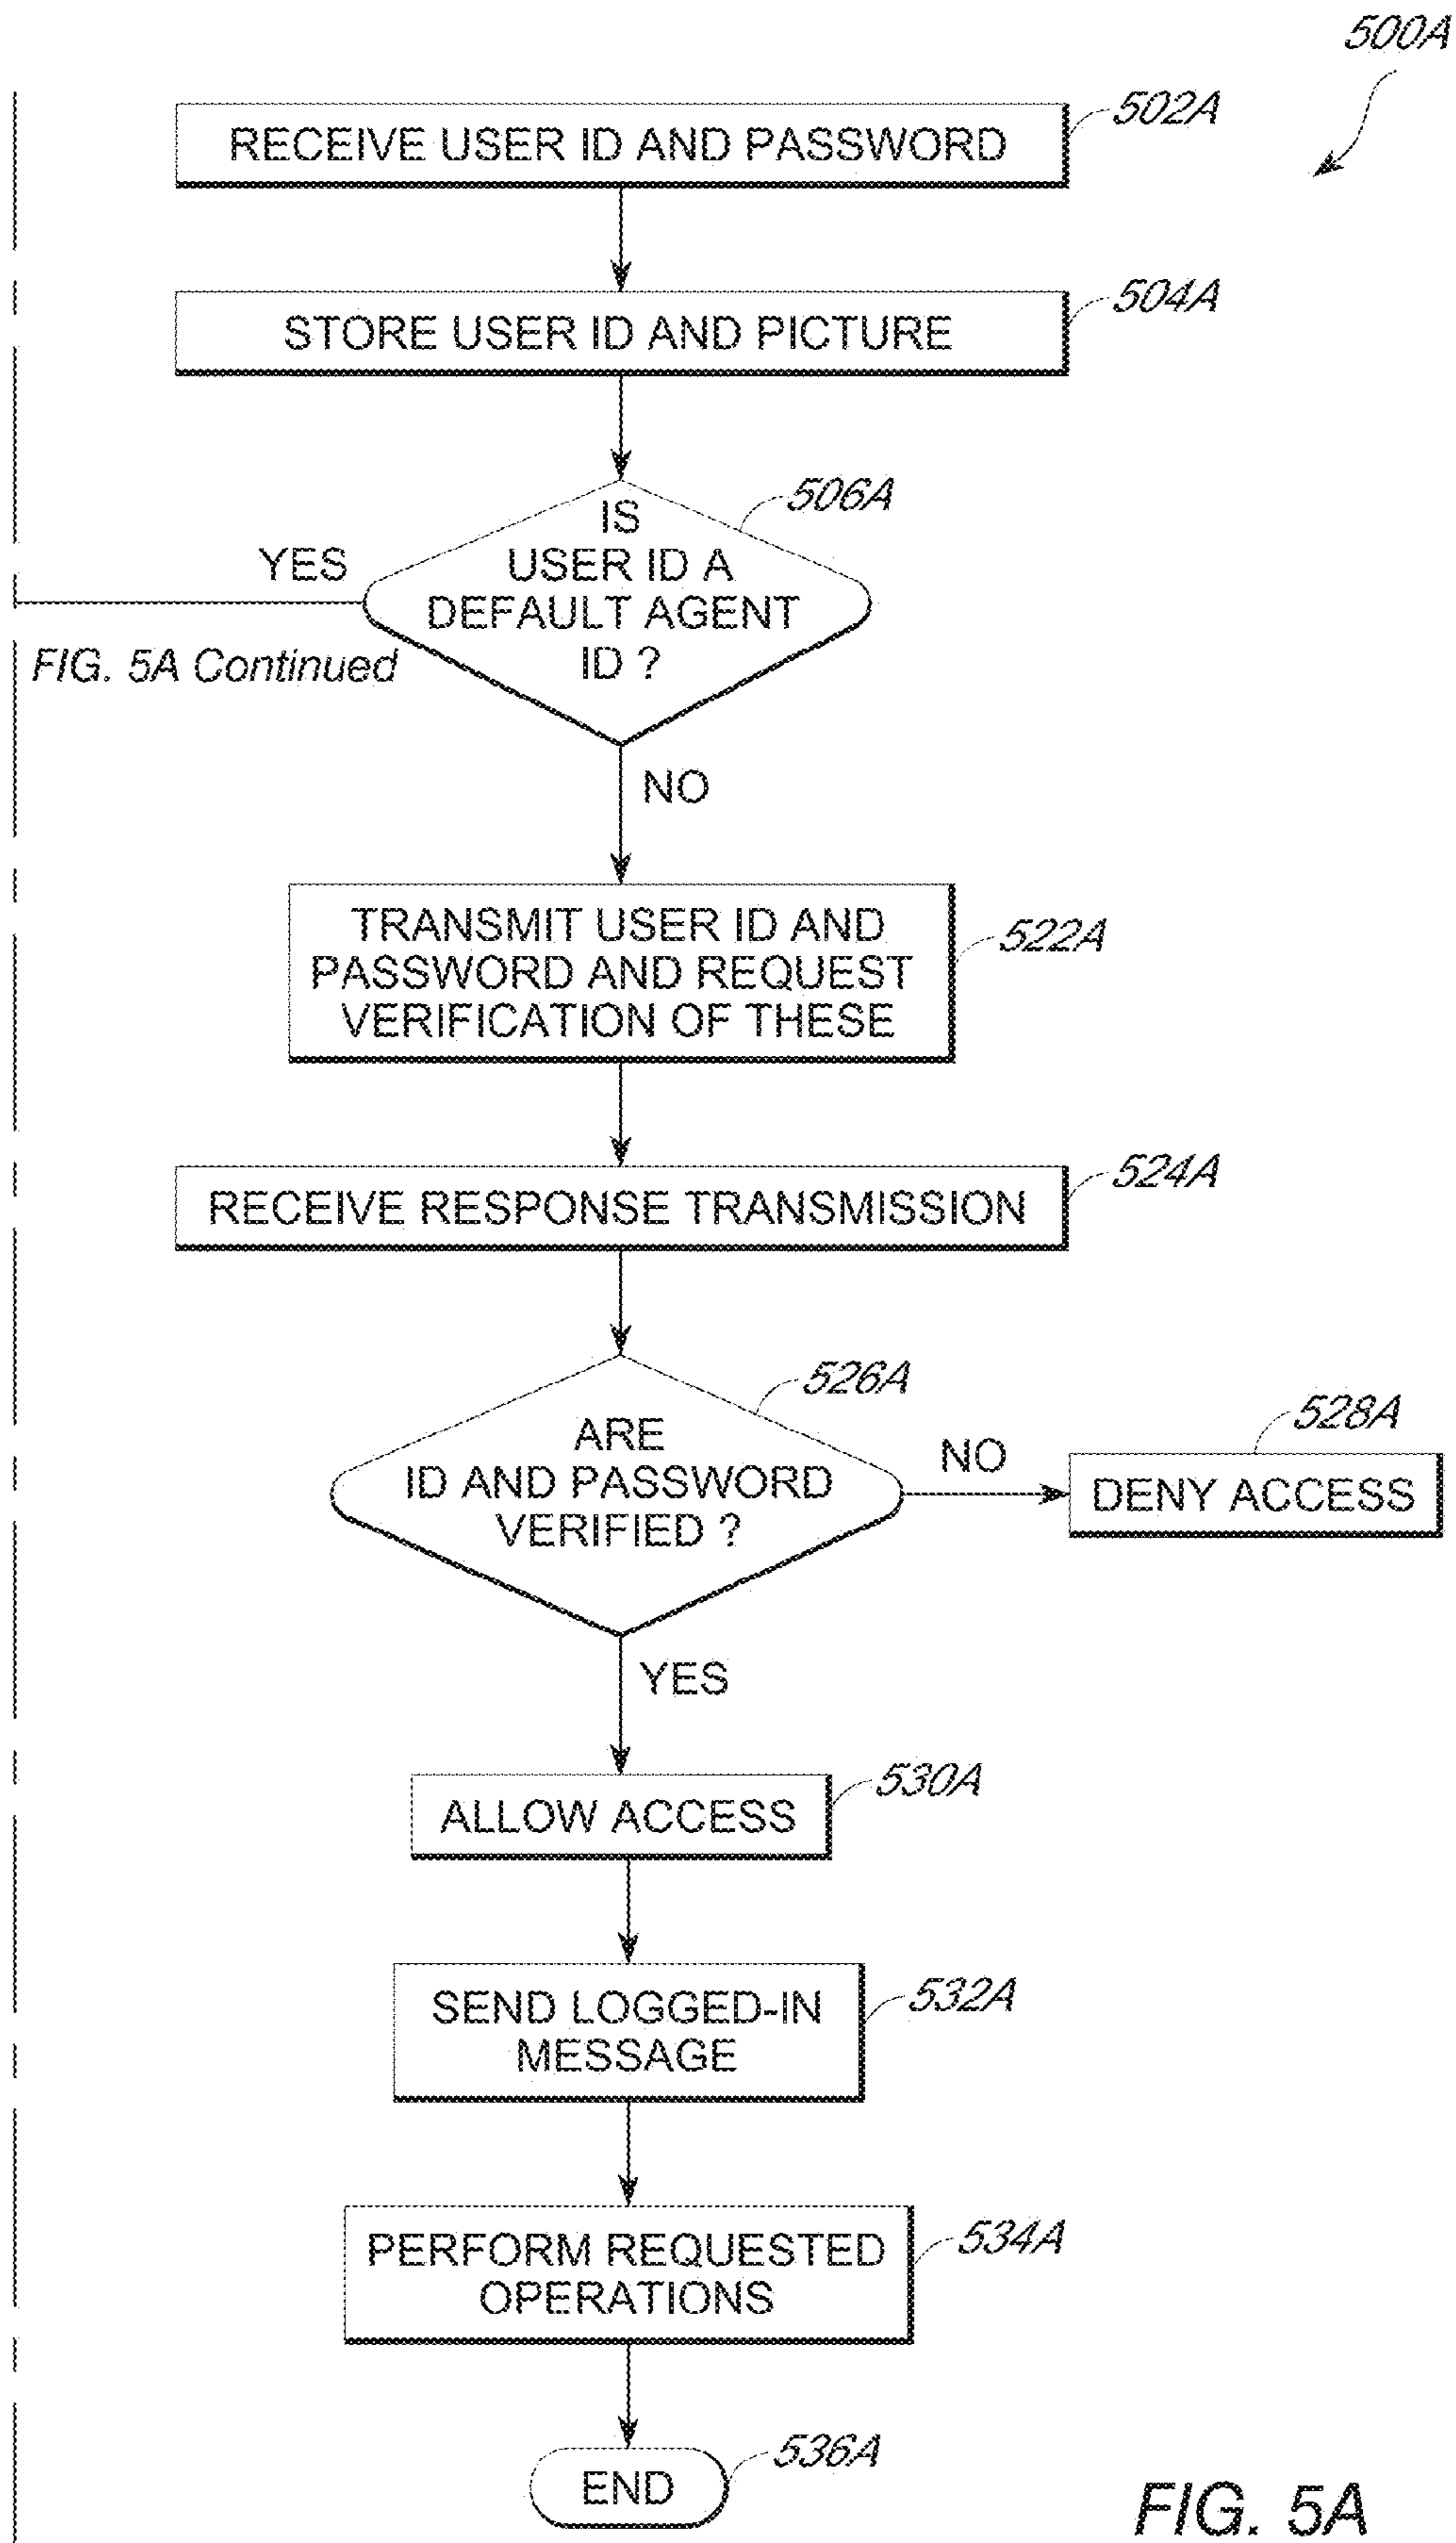 500A
RECEIVE USER ID AND PASSWORD
502A
STORE USER ID AND PICTURE
504A
IS
USER ID A
DEFAULT AGENT
ID ?
506A
YES
FIG. 5A Continued
NO
TRANSMIT USER ID AND
PASSWORD AND REQUEST
VERIFICATION OF THESE
522A
RECEIVE RESPONSE TRANSMISSION
524A
ARE
ID AND PASSWORD
VERIFIED ?
526A
NO
DENY ACCESS
528A
YES
ALLOW ACCESS
530A
SEND LOGGED-IN
MESSAGE
532A
PERFORM REQUESTED
OPERATIONS
534A
END
536A
FIG. 5A